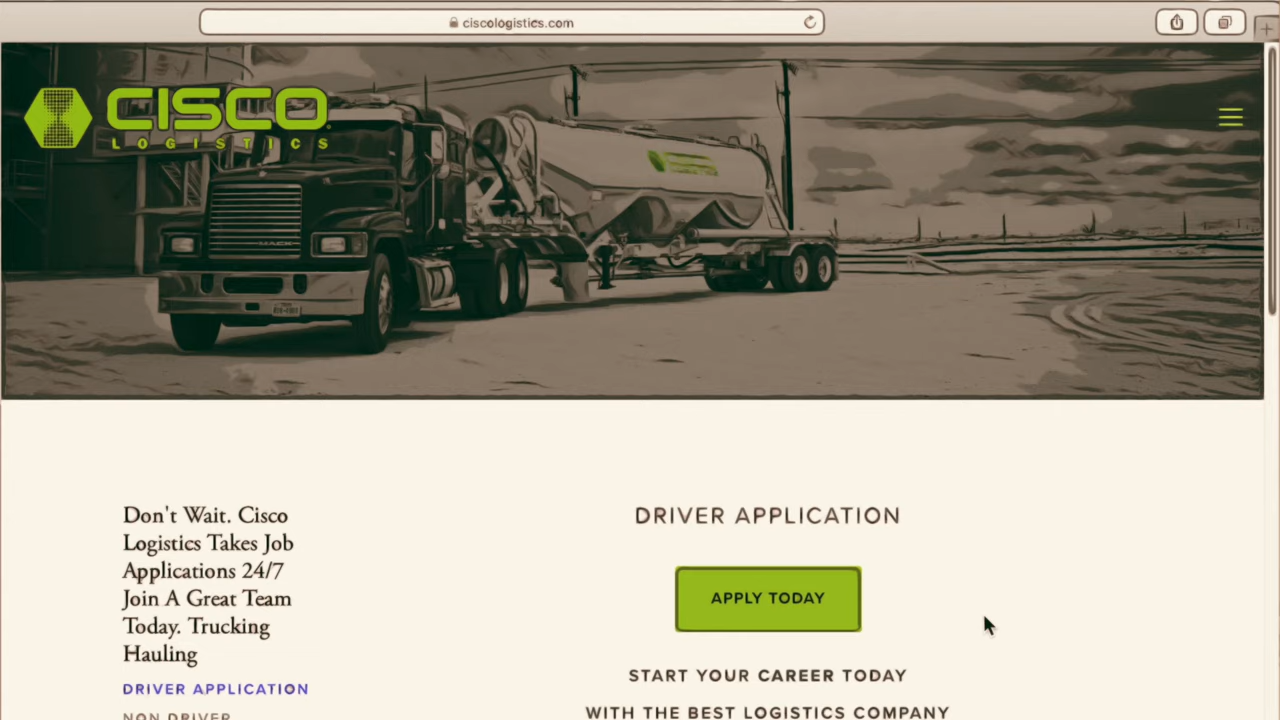 ciscologistics.com
CISCO
LOGISTICS
MACK
Don't Wait. Cisco
Logistics Takes Job
Applications 24/7
Join A Great Team
Today. Trucking
Hauling
DRIVER APPLICATION
NON DRIVER
DRIVER APPLICATION
APPLY TODAY
START YOUR CAREER TODAY
WITH THE BEST LOGISTICS COMPANY